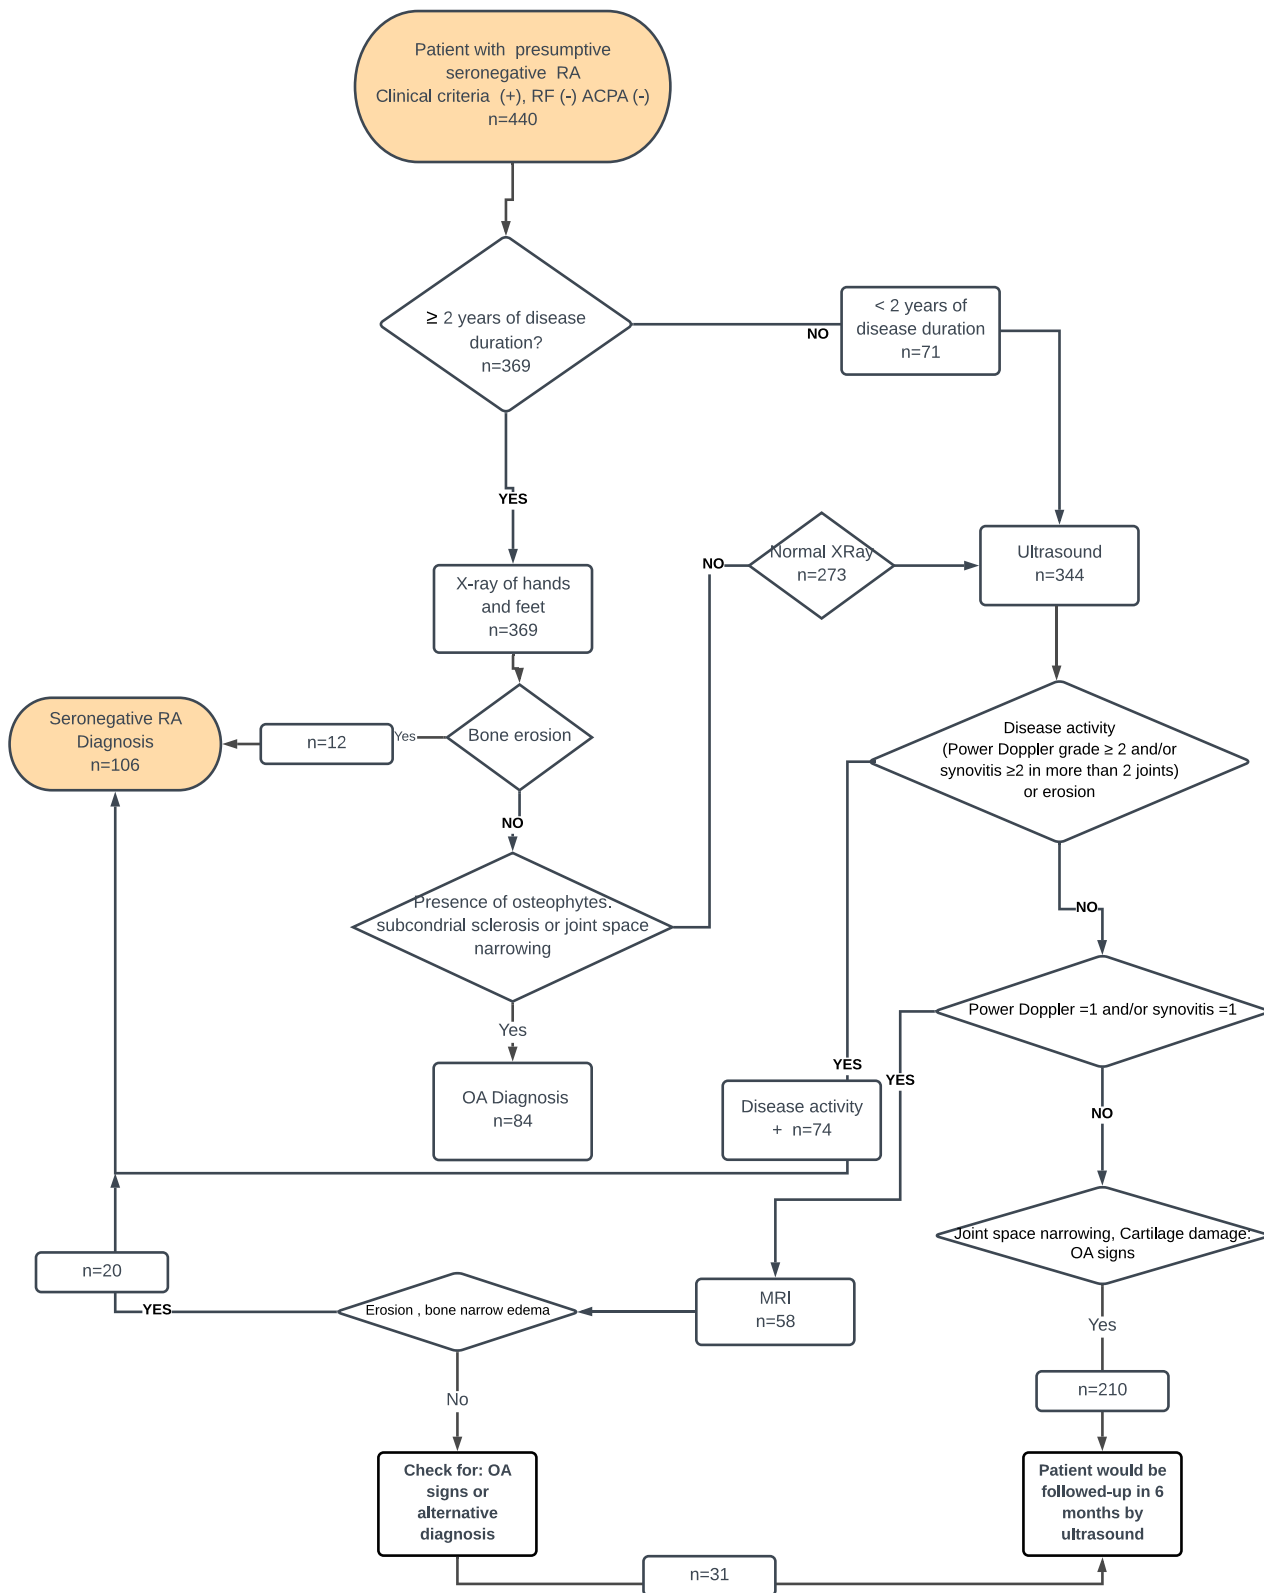 Patient with presumptive
seronegative RA
Clinical criteria (+), RF (-) ACPA (-)
n=440
≥ 2 years of disease
duration?
n=369
NO
< 2 years of
disease duration
n=71
YES
X-ray of hands
and feet
n=369
NO
Normal XRay
n=273
Ultrasound
n=344
Seronegative RA
Diagnosis
n=106
n=12
Yes
Bone erosion
NO
Disease activity
(Power Doppler grade ≥ 2 and/or
synovitis ≥2 in more than 2 joints)
or erosion
Presence of osteophytes.
subcondrial sclerosis or joint space
narrowing
NO
Yes
OA Diagnosis
n=84
YES
Disease activity
+ n=74
YES
Power Doppler =1 and/or synovitis =1
NO
Joint space narrowing, Cartilage damage:
OA signs
n=20
YES
Erosion , bone narrow edema
MRI
n=58
Yes
n=210
No
Check for: OA
signs or
alternative
diagnosis
Patient would be
followed-up in 6
months by
ultrasound
n=31